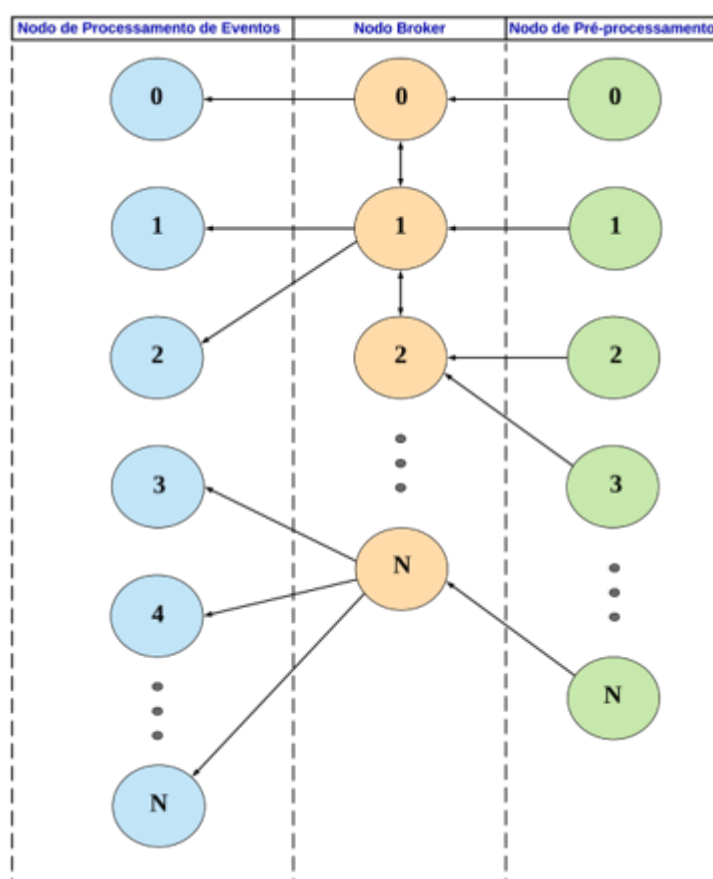 Nodo de Processamento de Eventos Nodo Broker Nodo de Pré-processamento
0 0 0
1 1 1
2 2 2
3 3
N
4
N
N